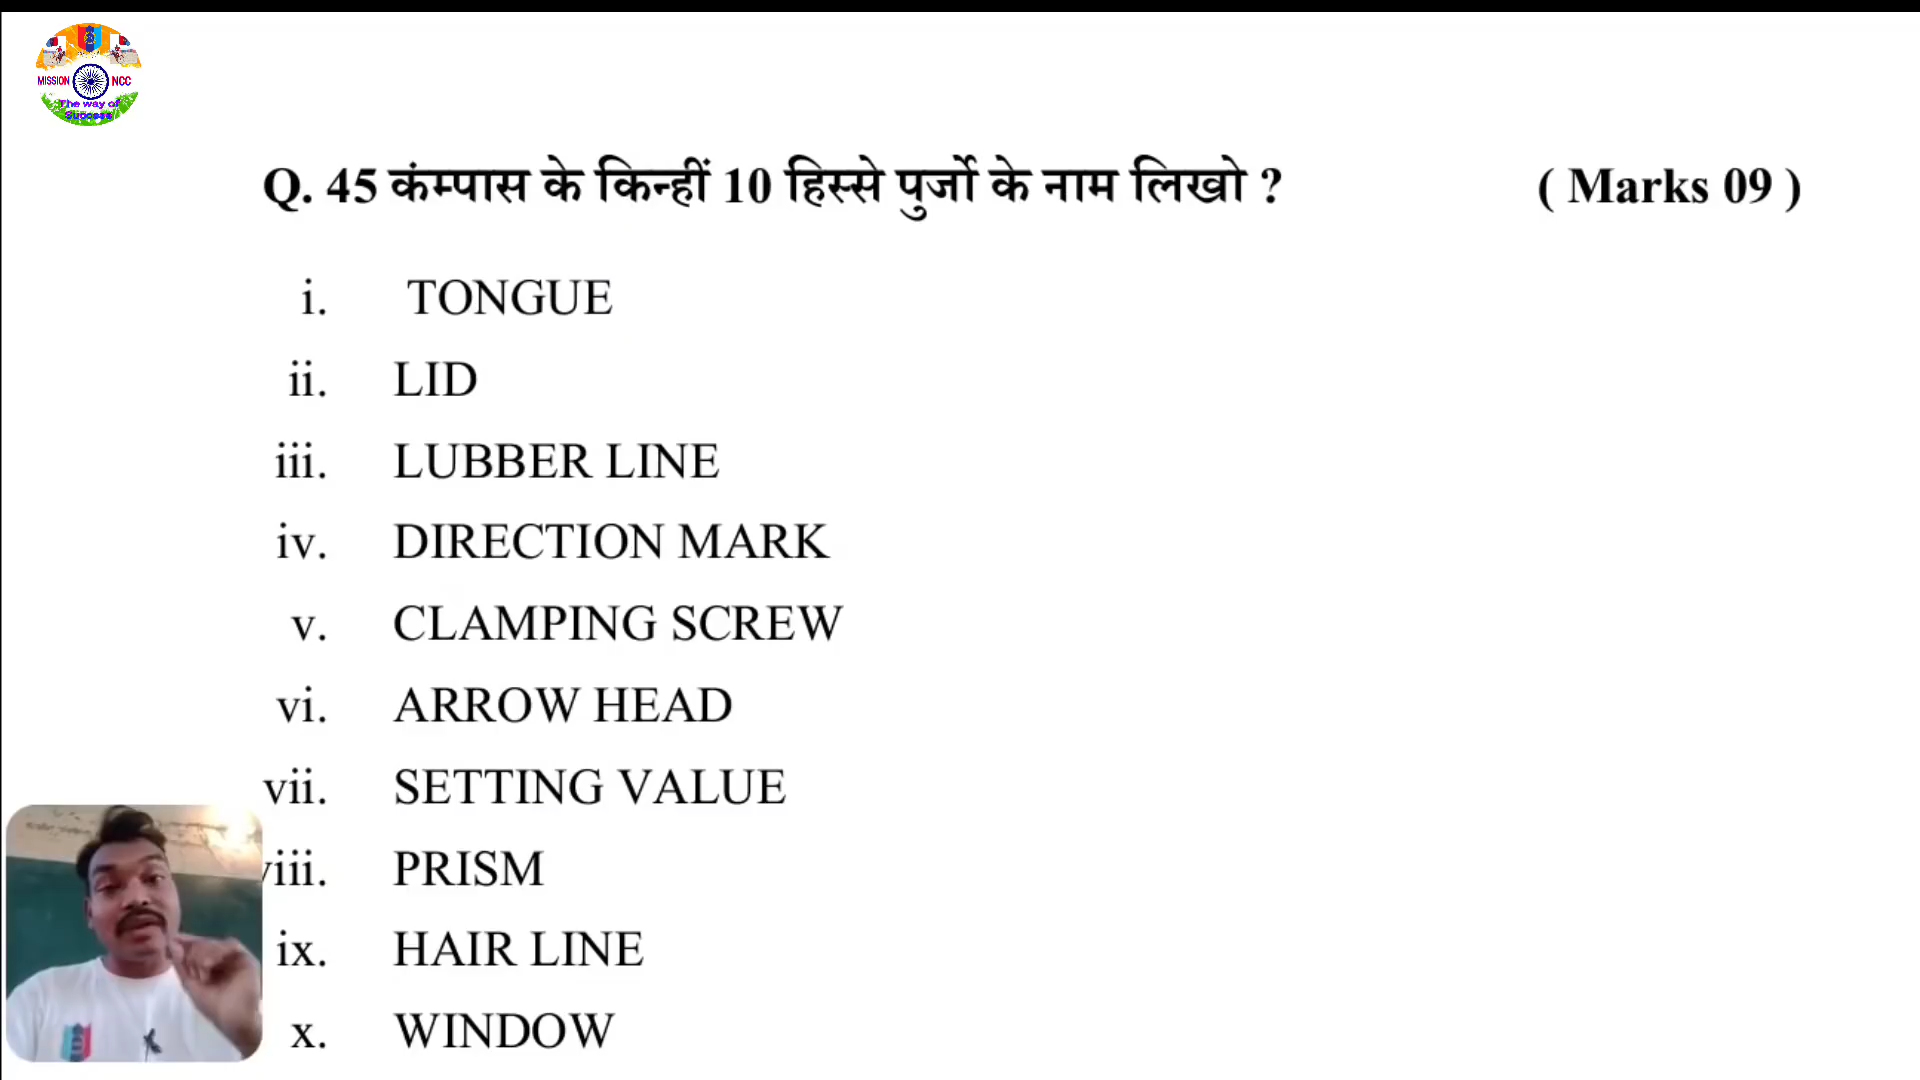 MISSION NCC
The way of
Success
Q. 45 कंम्पास के किन्हीं 10 हिस्से पुर्जो के नाम लिखो ? ( Marks 09 )
i. TONGUE
ii. LID
iii. LUBBER LINE
iv. DIRECTION MARK
v. CLAMPING SCREW
vi. ARROW HEAD
vii. SETTING VALUE
viii. PRISM
ix. HAIR LINE
x. WINDOW